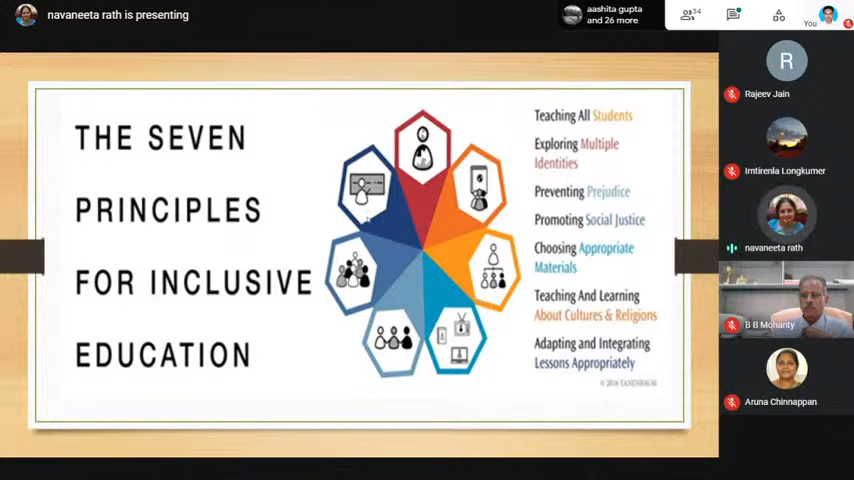 navaneeta rath is presenting
aashita gupta
and 26 more
34
You
THE SEVEN
PRINCIPLES
FOR INCLUSIVE
EDUCATION
Teaching All Students
Exploring Multiple
Identities
Preventing Prejudice
Promoting Social Justice
Choosing Appropriate
Materials
Teaching And Learning
About Cultures & Religions
Adapting and Integrating
Lessons Appropriately
© 2016 TANENBAUM
R
Rajeev Jain
Imtirenla Longkumer
navaneeta rath
B B Mohanty
Aruna Chinnappan